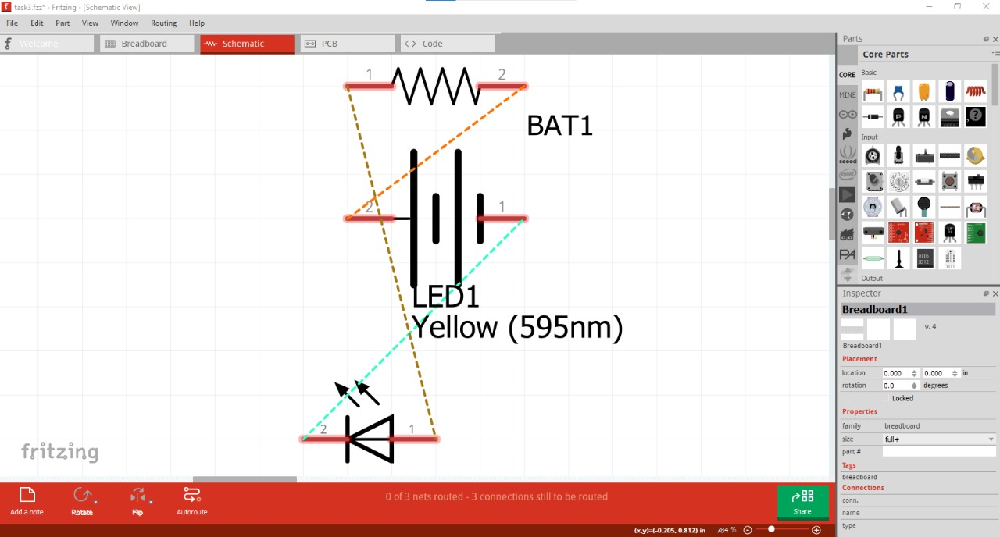 task3.fzz* - Fritzing - [Schematic View]
File Edit Part View Window Routing Help
Welcome
Breadboard
Schematic
PCB
Code
1
2
BAT1
2
1
LED1
Yellow (595nm)
2
1
fritzing
Add a note
Rotate
Flip
Autoroute
0 of 3 nets routed - 3 connections still to be routed
Share
(x,y)=(-0.205, 0.812) in
784 %
Parts
Core Parts
CORE
MINE
intel
PA
Basic
P
N
?
Input
RFID
ID12
Output
Inspector
Breadboard1
v. 4
Breadboard1
Placement
location 0.000 0.000 in
rotation 0.0 degrees
Locked
Properties
family breadboard
size full+
part #
Tags
breadboard
Connections
conn.
name
type